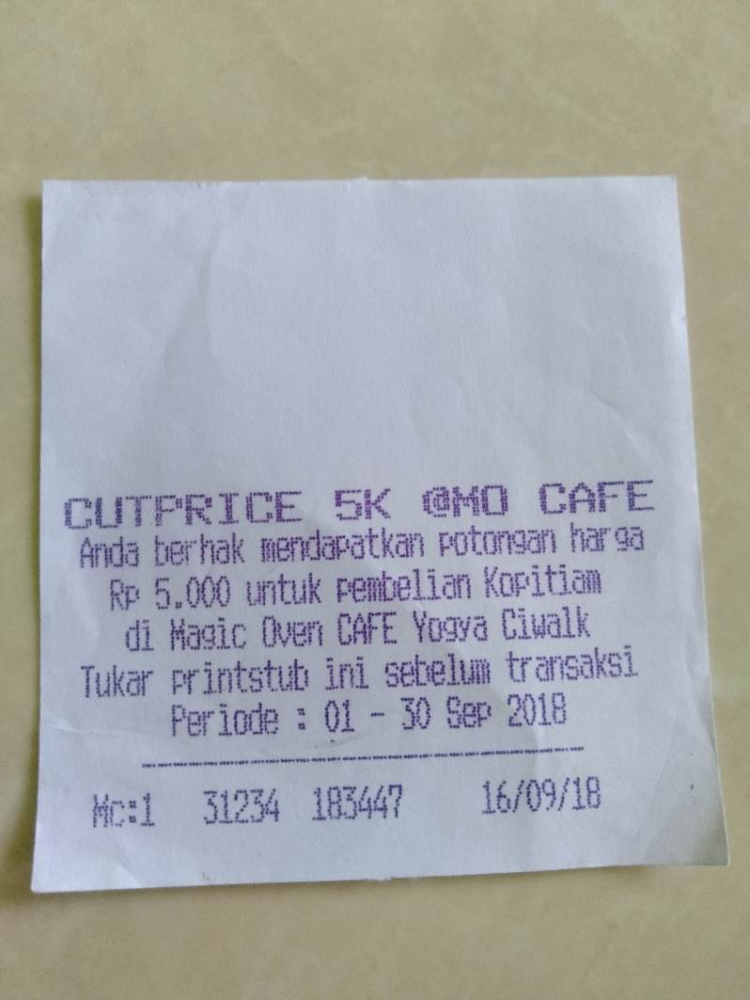 CUTPRICE 5K @MO CAFE
Anda berhak mendapatkan potongan harga
Rp 5.000 untuk pembelian Kopitiam
di Magic Oven CAFE Yogya Ciwalk
Tukar printstub ini sebelum transaksi
Periode : 01 - 30 Sep 2018
Mc:1 31234 183447 16/09/18